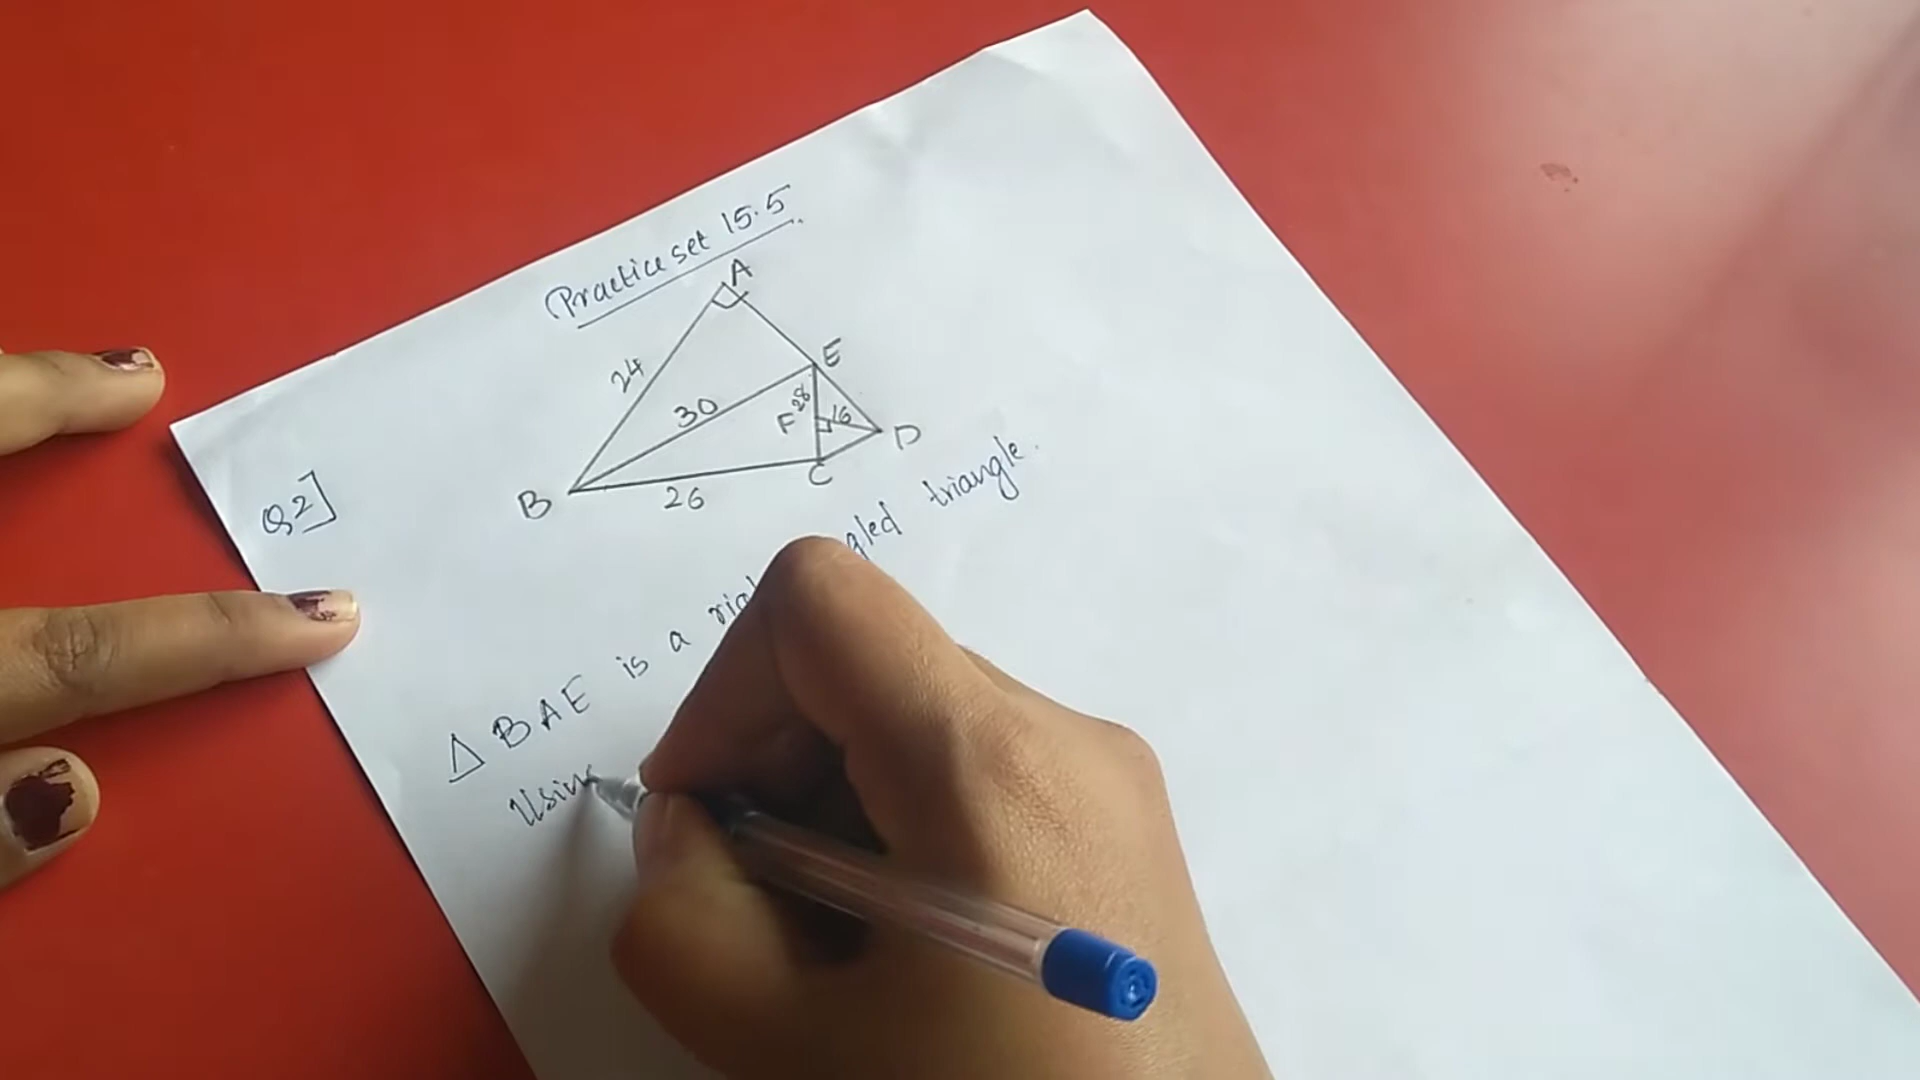 Practice set 15.5
A
24
E
30
28
F
16
D
B
26
C
Q2]
Δ BAE is a triangle.